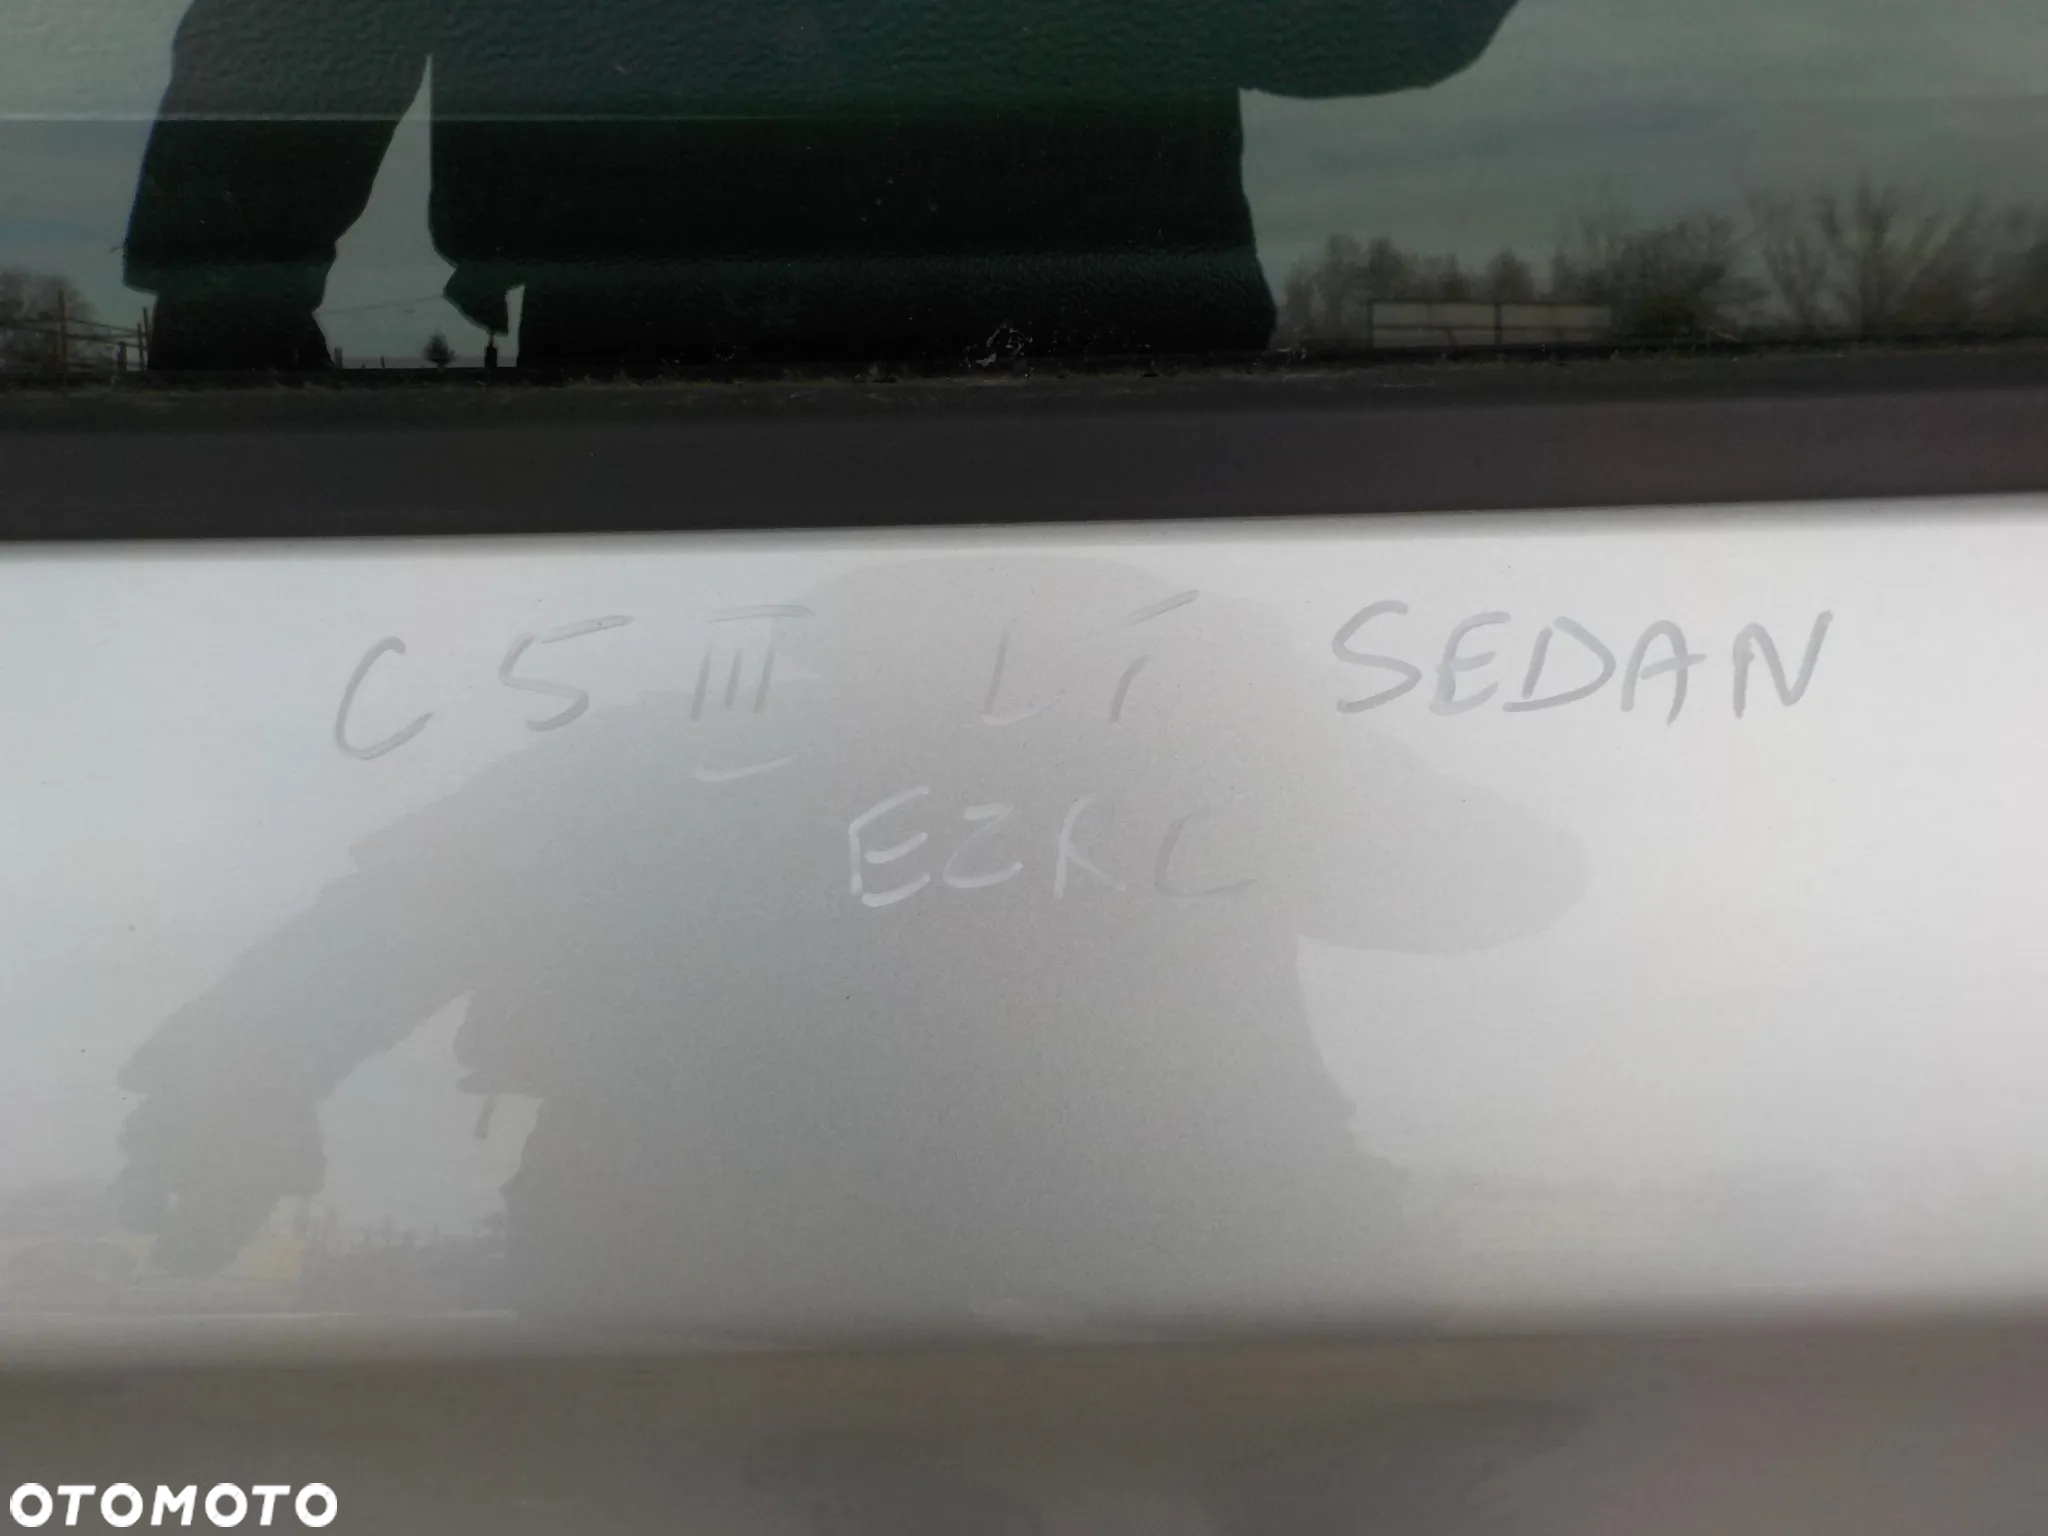 C5 III LT SEDAN
EZRC
OTOMOTO